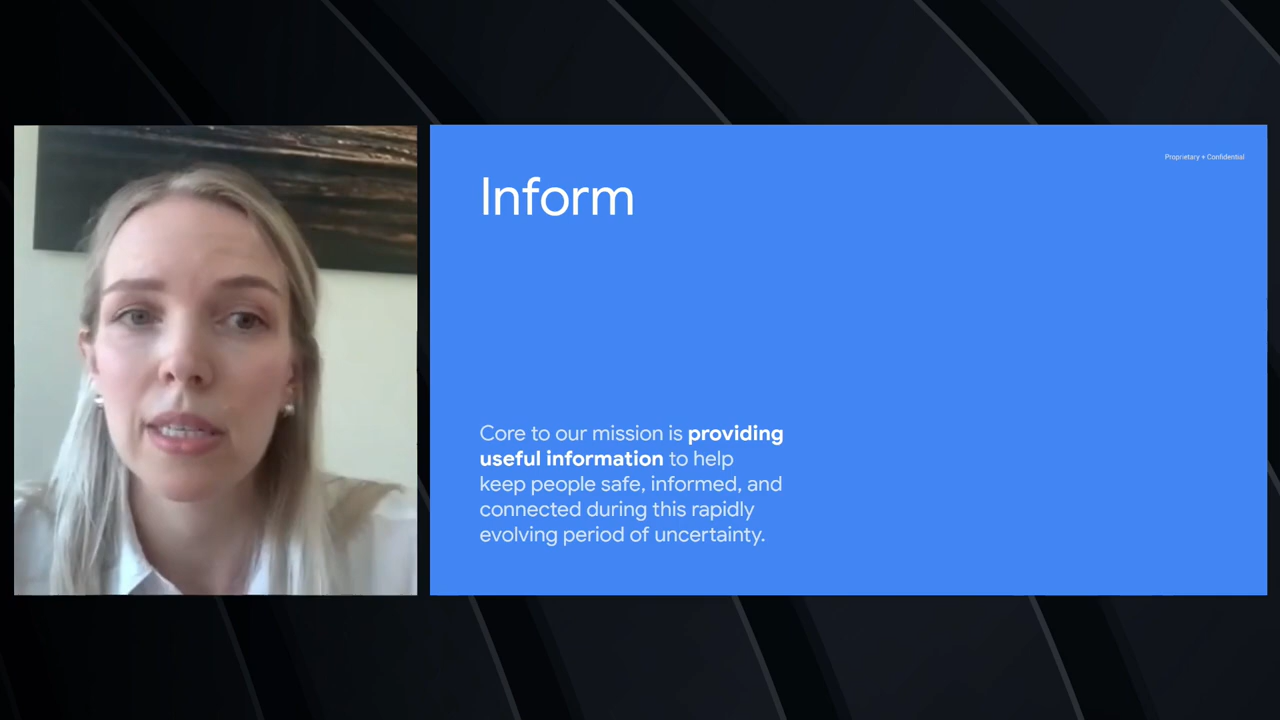 Proprietary + Confidential
Inform
Core to our mission is providing
useful information to help
keep people safe, informed, and
connected during this rapidly
evolving period of uncertainty.